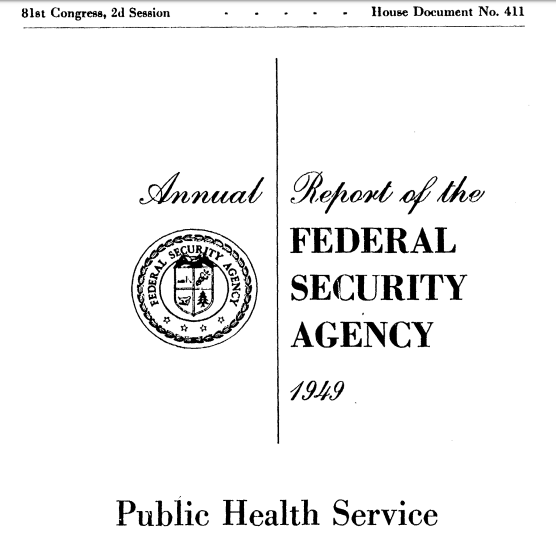 81st Congress, 2d Session - - - - - House Document No. 411
Annual Report of the
FEDERAL
SECURITY
AGENCY
1949
FEDERAL SECURITY AGENCY
Public Health Service